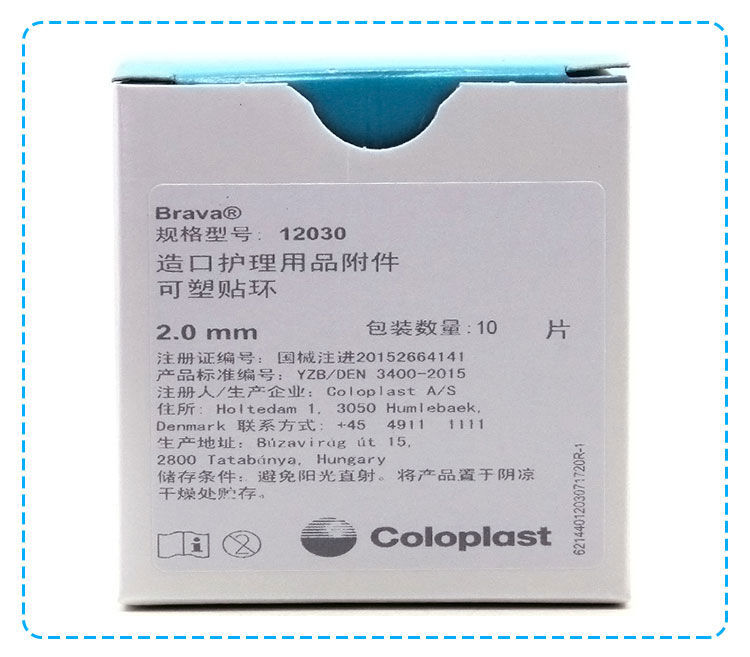 Brava®
规格型号: 12030
造口护理用品附件
可塑贴环
2.0 mm 包装数量:10 片
注册证编号: 国械注进20152664141
产品标准编号: YZB/DEN 3400-2015
注册人/生产企业: Coloplast A/S
住所: Holtedam 1, 3050 Humlebaek,
Denmark 联系方式: +45 4911 1111
生产地址: Búzavirág út 15,
2800 Tatabánya, Hungary
储存条件: 避免阳光直射。将产品置于阴凉
干燥处贮存。
Coloplast
6214401203071720R-1